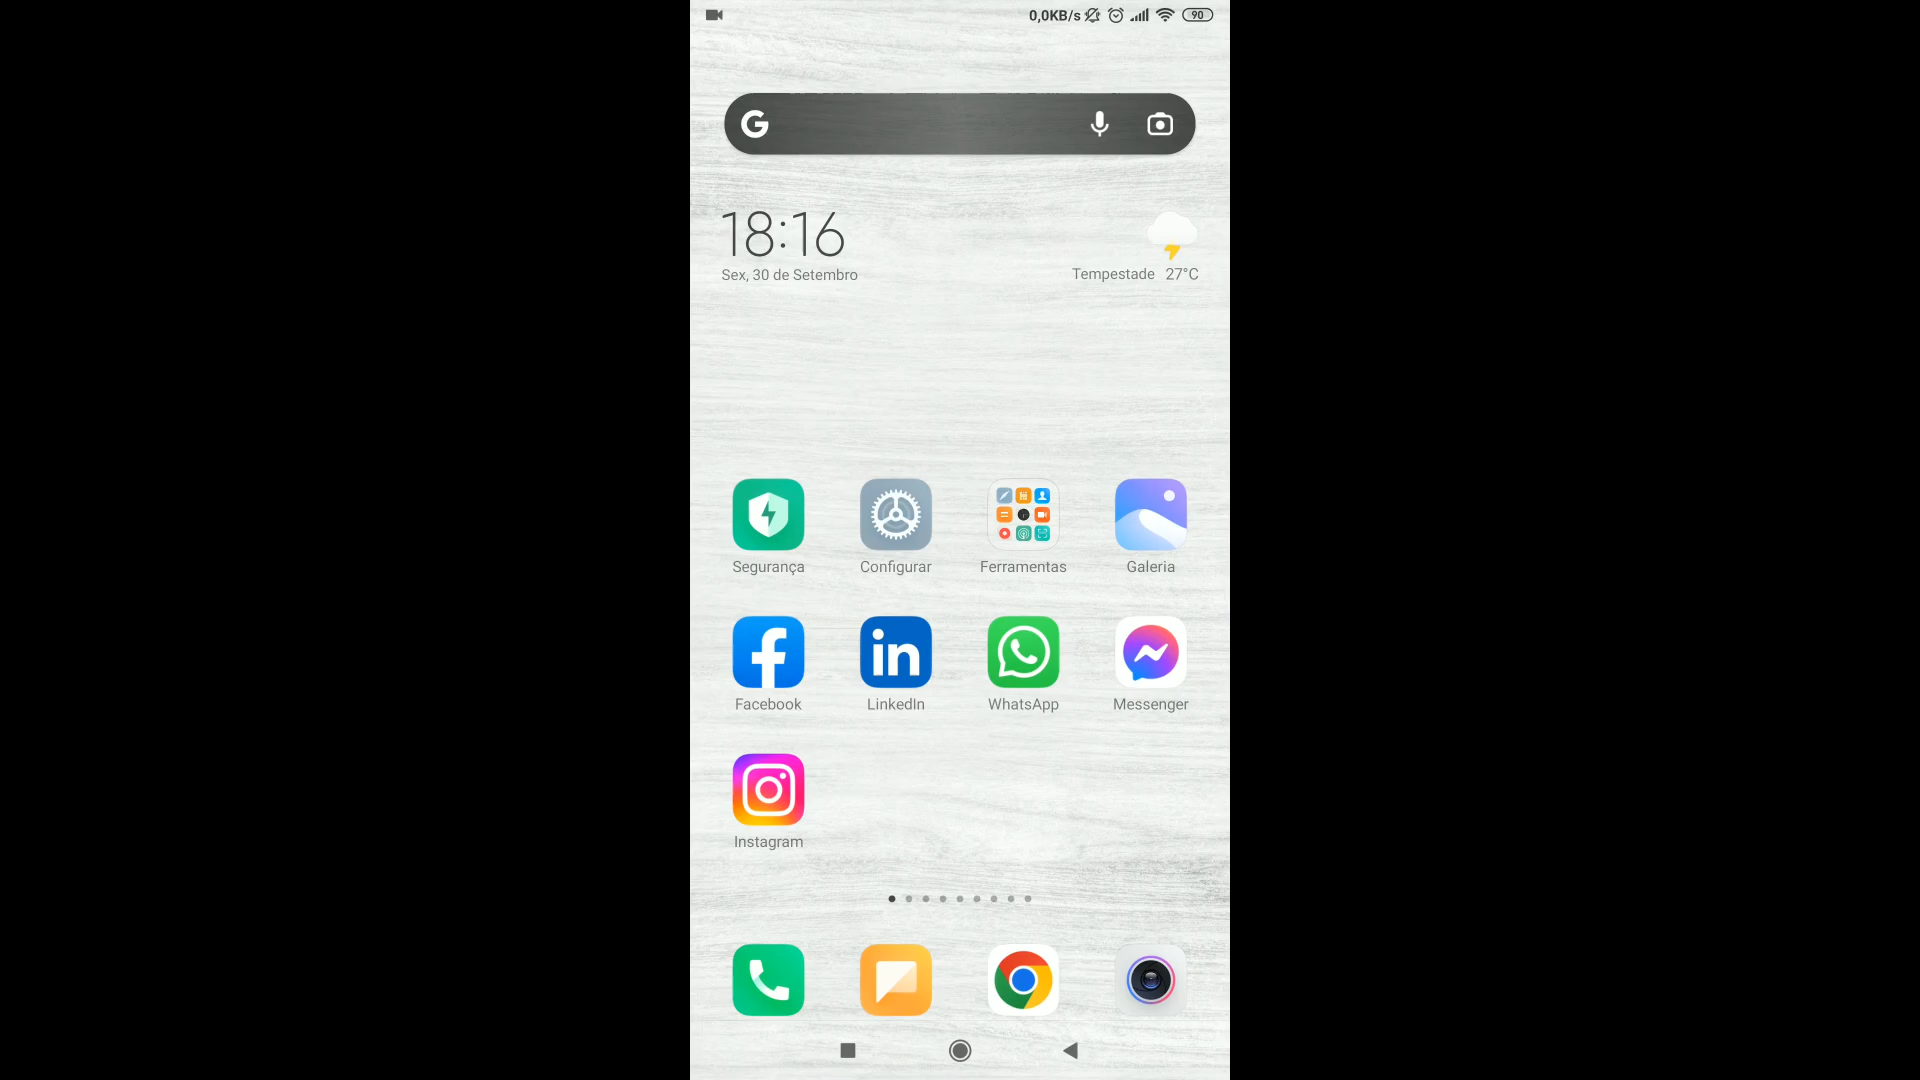 0,0KB/s 90
18:16
Sex, 30 de Setembro
Tempestade 27°C
Segurança Configurar Ferramentas Galeria
Facebook LinkedIn WhatsApp Messenger
Instagram